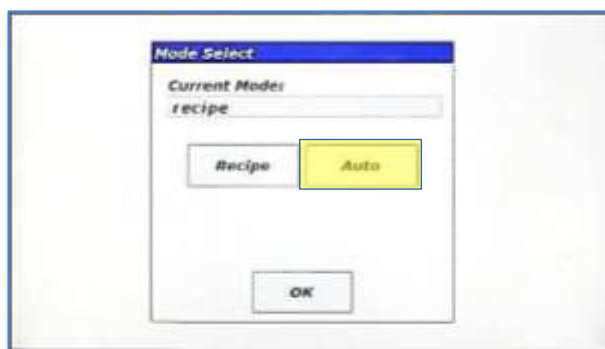 Mode Select
Current Mode:
recipe
Recipe Auto
OK